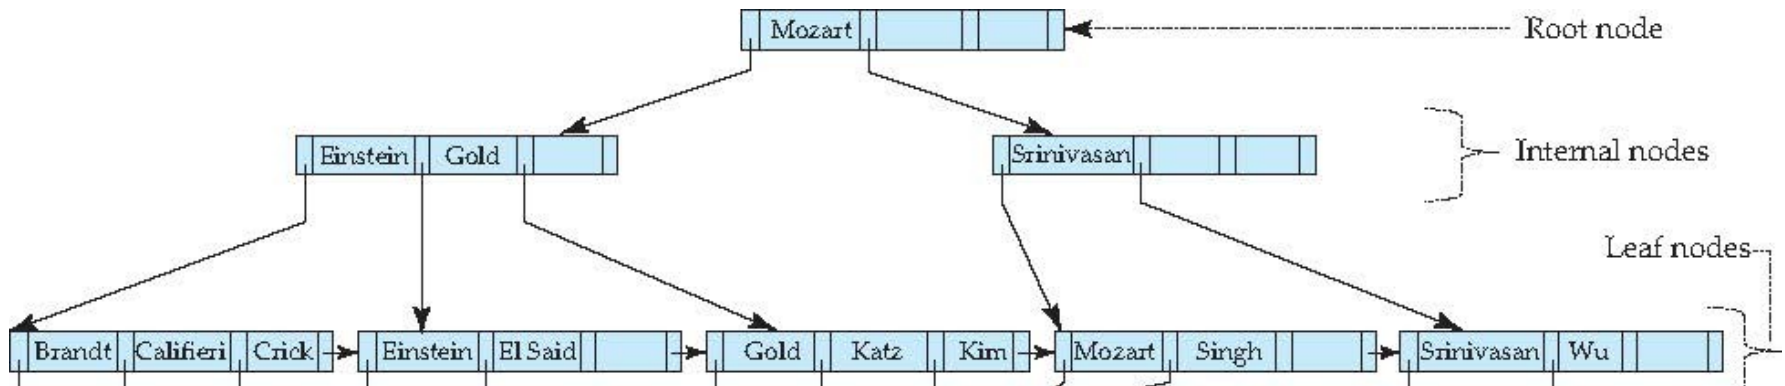 Mozart
Root node
Einstein Gold
Srinivasan
Internal nodes
Leaf nodes
Brandt Califieri Crick
Einstein El Said
Gold Katz Kim
Mozart Singh
Srinivasan Wu